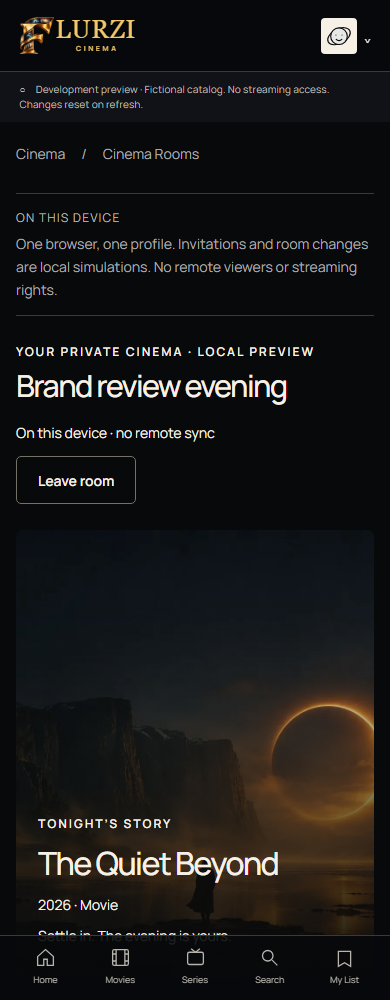 FLURZI
CINEMA
Development preview · Fictional catalog. No streaming access.
Changes reset on refresh.
Cinema / Cinema Rooms
ON THIS DEVICE
One browser, one profile. Invitations and room changes
are local simulations. No remote viewers or streaming
rights.
YOUR PRIVATE CINEMA · LOCAL PREVIEW
Brand review evening
On this device · no remote sync
Leave room
TONIGHT'S STORY
The Quiet Beyond
2026 · Movie
Settle in. The evening is yours.
Home Movies Series Search My List